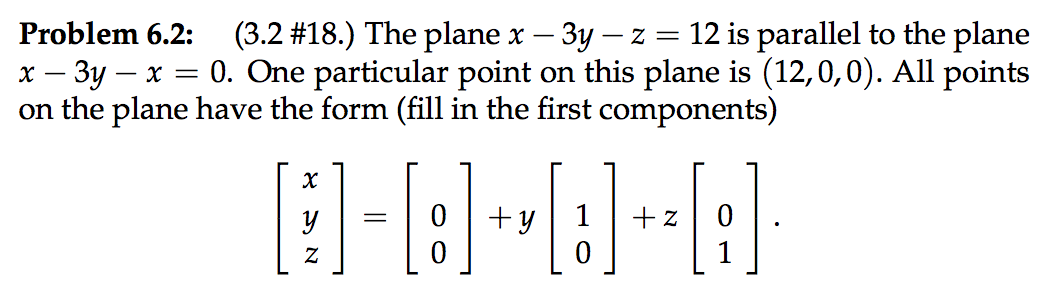 Problem 6.2: (3.2 #18.) The plane x − 3y − z = 12 is parallel to the plane
x − 3y − x = 0. One particular point on this plane is (12, 0, 0). All points
on the plane have the form (fill in the first components)
[ x y z ] = [ 0 0 ] + y [ 1 0 ] + z [ 0 1 ] .